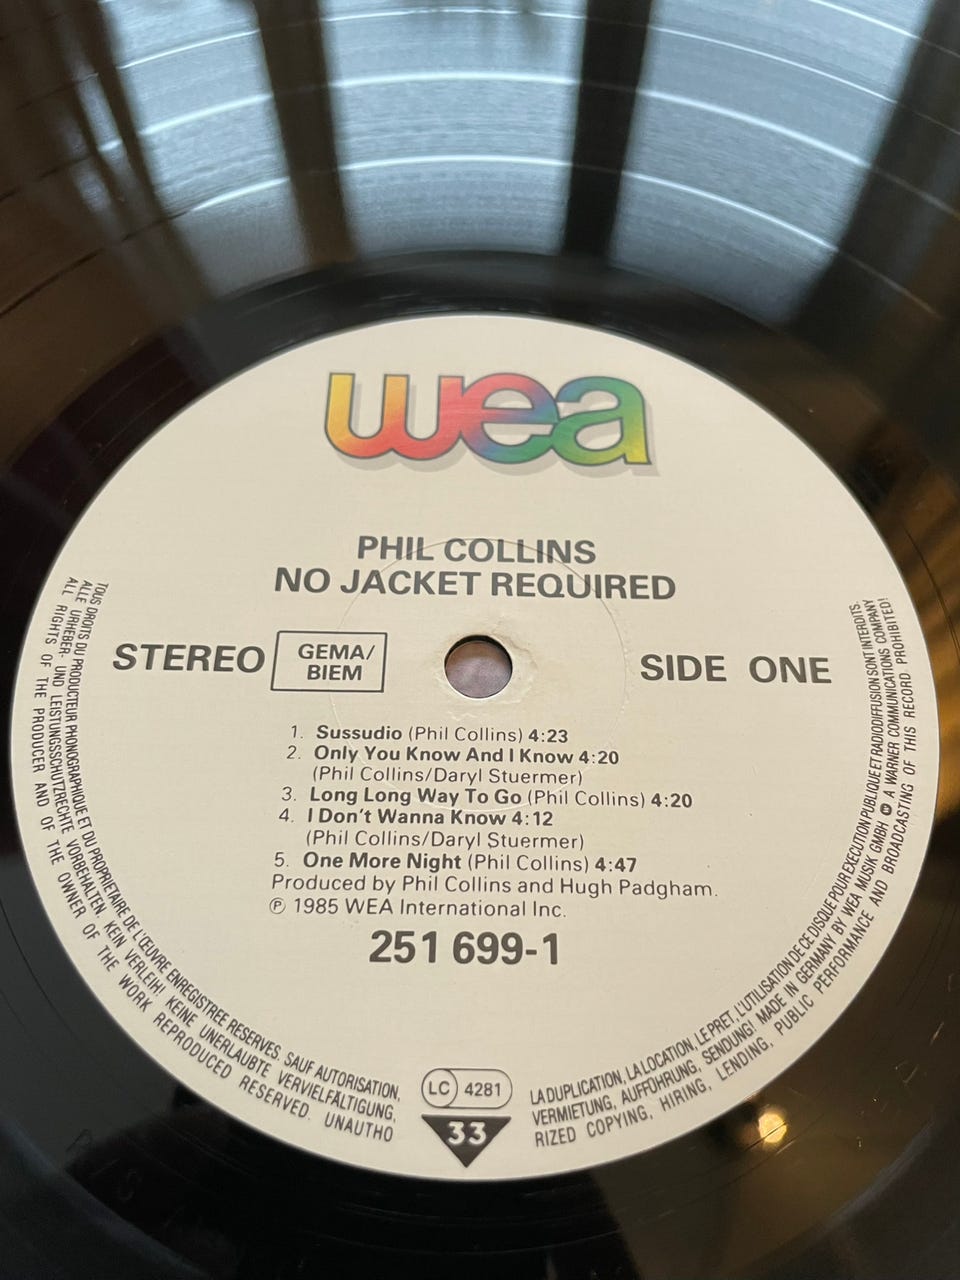 wea
PHIL COLLINS
NO JACKET REQUIRED
STEREO
GEMA/
BIEM
SIDE ONE
1. Sussudio (Phil Collins) 4:23
2. Only You Know And I Know 4:20
(Phil Collins/Daryl Stuermer)
3. Long Long Way To Go (Phil Collins) 4:20
4. I Don't Wanna Know 4:12
(Phil Collins/Daryl Stuermer)
5. One More Night (Phil Collins) 4:47
Produced by Phil Collins and Hugh Padgham.
℗ 1985 WEA International Inc.
251 699-1
LC 4281
33
TOUS DROITS DU PRODUCTEUR PHONOGRAPHIQUE ET DU PROPRIETAIRE DE L'ŒUVRE ENREGISTREE RESERVES. SAUF AUTORISATION, LA DUPLICATION, LA LOCATION, LE PRET, L'UTILISATION DE CE DISQUE POUR EXECUTION PUBLIQUE ET RADIODIFFUSION SONT INTERDITS.
ALLE URHEBER- UND LEISTUNGSSCHUTZRECHTE VORBEHALTEN. KEIN VERLEIH! KEINE UNERLAUBTE VERVIELFÄLTIGUNG, VERMIETUNG, AUFFÜHRUNG, SENDUNG! MADE IN GERMANY BY WEA MUSIK GMBH A WARNER COMMUNICATIONS COMPANY
ALL RIGHTS OF THE PRODUCER AND OF THE OWNER OF THE WORK REPRODUCED RESERVED. UNAUTHORIZED COPYING, HIRING, LENDING, PUBLIC PERFORMANCE AND BROADCASTING OF THIS RECORD PROHIBITED!